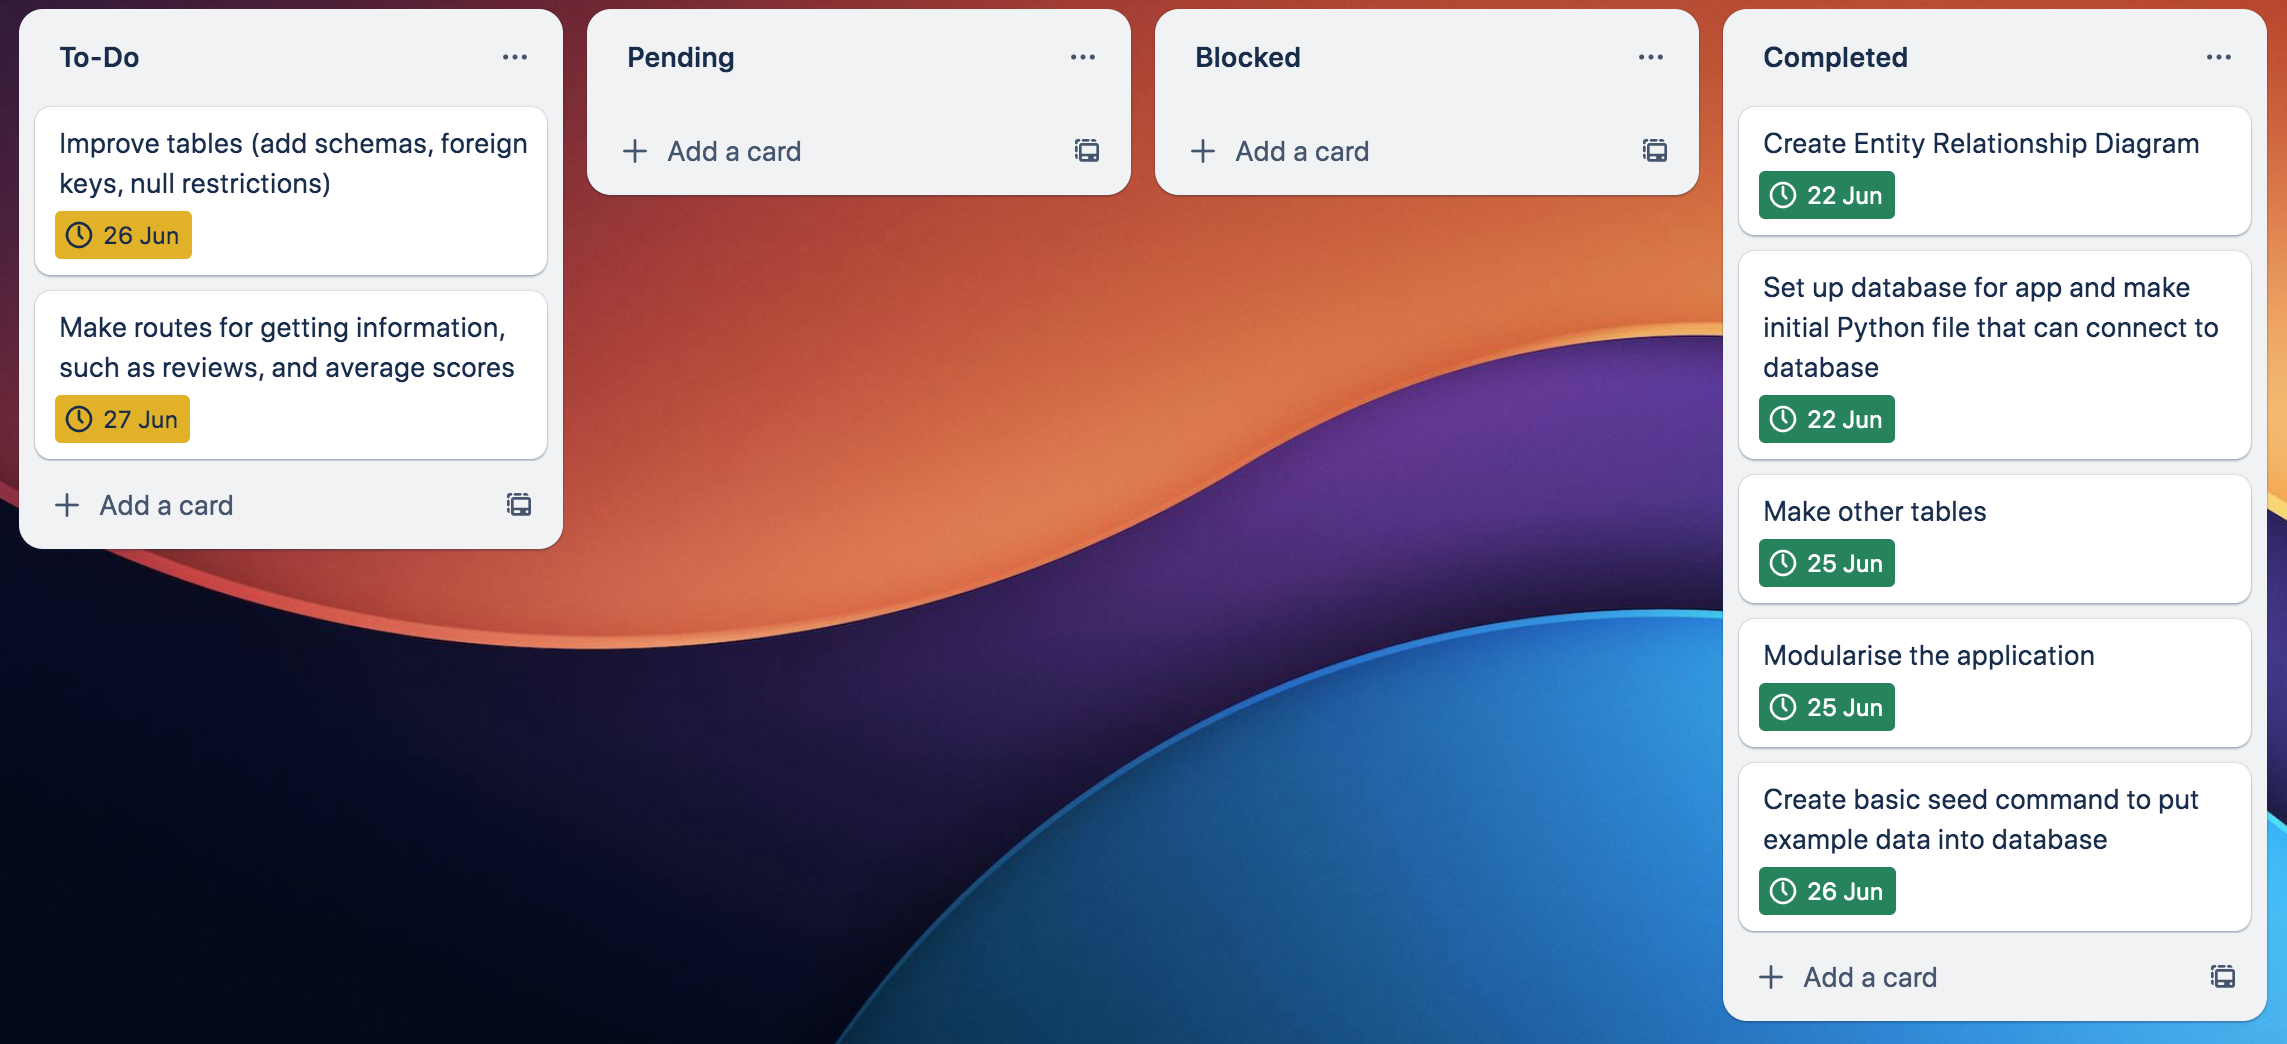 To-Do
Improve tables (add schemas, foreign
keys, null restrictions)
26 Jun
Make routes for getting information,
such as reviews, and average scores
27 Jun
Add a card
Pending
Add a card
Blocked
Add a card
Completed
Create Entity Relationship Diagram
22 Jun
Set up database for app and make
initial Python file that can connect to
database
22 Jun
Make other tables
25 Jun
Modularise the application
25 Jun
Create basic seed command to put
example data into database
26 Jun
Add a card